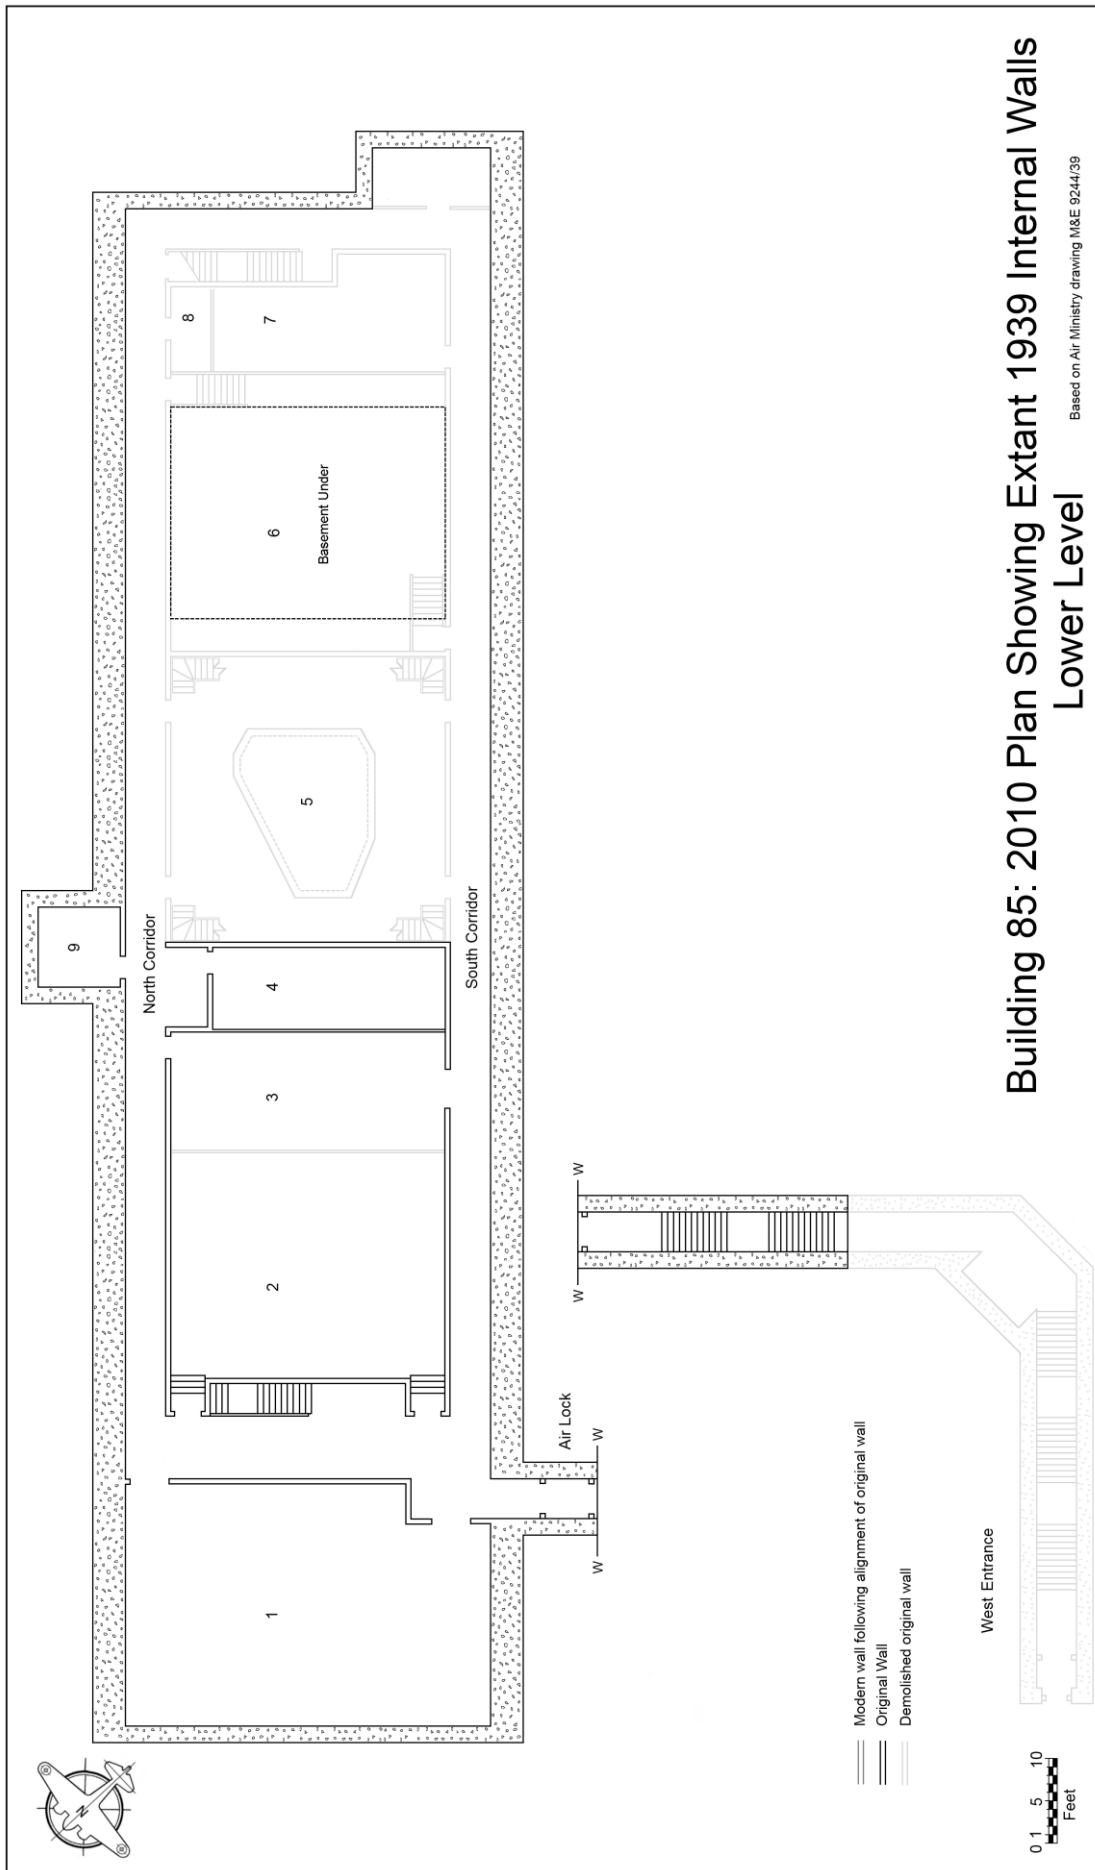 Building 85: 2010 Plan Showing Extant 1939 Internal Walls
Lower Level
Based on Air Ministry drawing M&E 9244/39
N
9
North Corridor
8
7
6
Basement Under
5
4
3
2
1
South Corridor
Air Lock
W
W
W
W
West Entrance
Modern wall following alignment of original wall
Original Wall
Demolished original wall
0 1 5 10
Feet